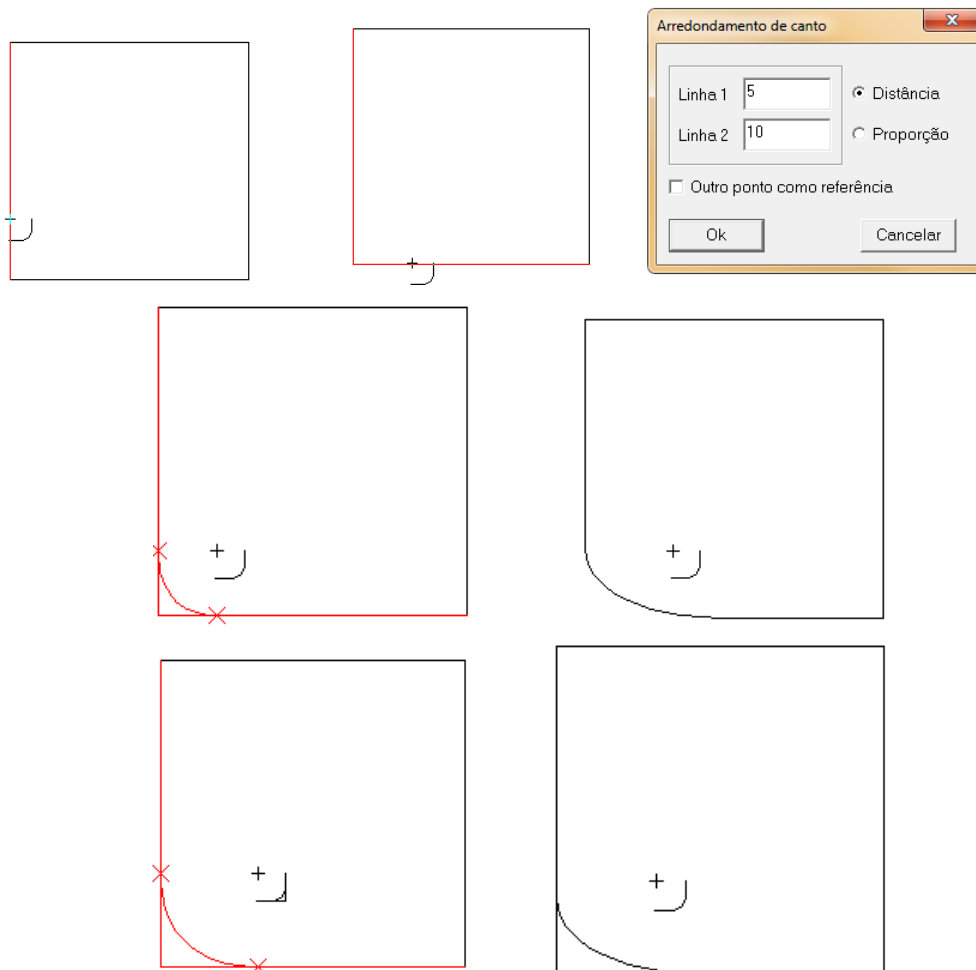 Arredondamento de canto
Linha 1 5 Distância
Linha 2 10 Proporção
Outro ponto como referência
Ok Cancelar